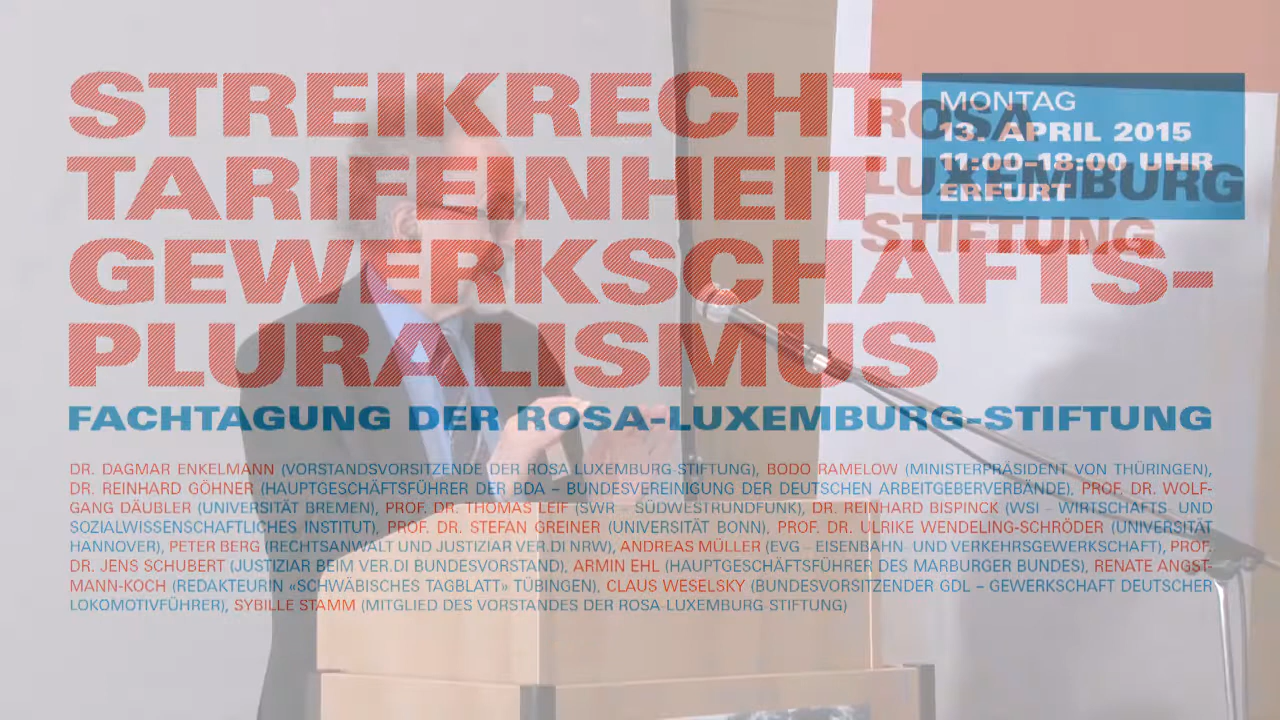 STREIKRECHT
TARIFEINHEIT
GEWERKSCHAFTS-
PLURALISMUS
MONTAG
13. APRIL 2015
11:00–18:00 UHR
ERFURT
ROSA
LUXEMBURG
STIFTUNG
FACHTAGUNG DER ROSA-LUXEMBURG-STIFTUNG
DR. DAGMAR ENKELMANN (VORSTANDSVORSITZENDE DER ROSA LUXEMBURG-STIFTUNG), BODO RAMELOW (MINISTERPRÄSIDENT VON THÜRINGEN),
DR. REINHARD GÖHNER (HAUPTGESCHÄFTSFÜHRER DER BDA – BUNDESVEREINIGUNG DER DEUTSCHEN ARBEITGEBERVERBÄNDE), PROF. DR. WOLF-
GANG DÄUBLER (UNIVERSITÄT BREMEN), PROF. DR. THOMAS LEIF (SWR – SÜDWESTRUNDFUNK), DR. REINHARD BISPINCK (WSI – WIRTSCHAFTS- UND
SOZIALWISSENSCHAFTLICHES INSTITUT), PROF. DR. STEFAN GREINER (UNIVERSITÄT BONN), PROF. DR. ULRIKE WENDELING-SCHRÖDER (UNIVERSITÄT
HANNOVER), PETER BERG (RECHTSANWALT UND JUSTIZIAR VER.DI NRW), ANDREAS MÜLLER (EVG – EISENBAHN- UND VERKEHRSGEWERKSCHAFT), PROF.
DR. JENS SCHUBERT (JUSTIZIAR BEIM VER.DI BUNDESVORSTAND), ARMIN EHL (HAUPTGESCHÄFTSFÜHRER DES MARBURGER BUNDES), RENATE ANGST-
MANN-KOCH (REDAKTEURIN «SCHWÄBISCHES TAGBLATT» TÜBINGEN), CLAUS WESELSKY (BUNDESVORSITZENDER GDL – GEWERKSCHAFT DEUTSCHER
LOKOMOTIVFÜHRER), SYBILLE STAMM (MITGLIED DES VORSTANDES DER ROSA-LUXEMBURG-STIFTUNG)